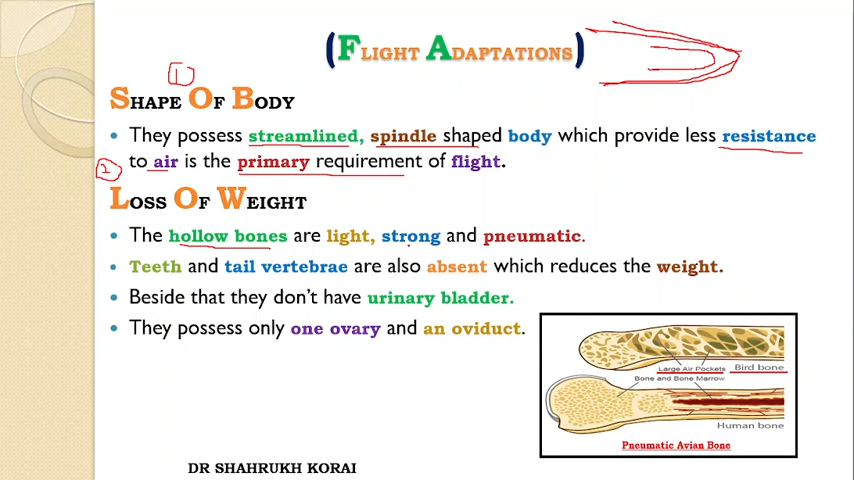 (FLIGHT ADAPTATIONS)
1
SHAPE OF BODY
• They possess streamlined, spindle shaped body which provide less resistance
to air is the primary requirement of flight.
2
LOSS OF WEIGHT
• The hollow bones are light, strong and pneumatic.
• Teeth and tail vertebrae are also absent which reduces the weight.
• Beside that they don't have urinary bladder.
• They possess only one ovary and an oviduct.
Large Air Pockets
Bird bone
Bone and Bone Marrow
Human bone
Pneumatic Avian Bone
DR SHAHRUKH KORAI